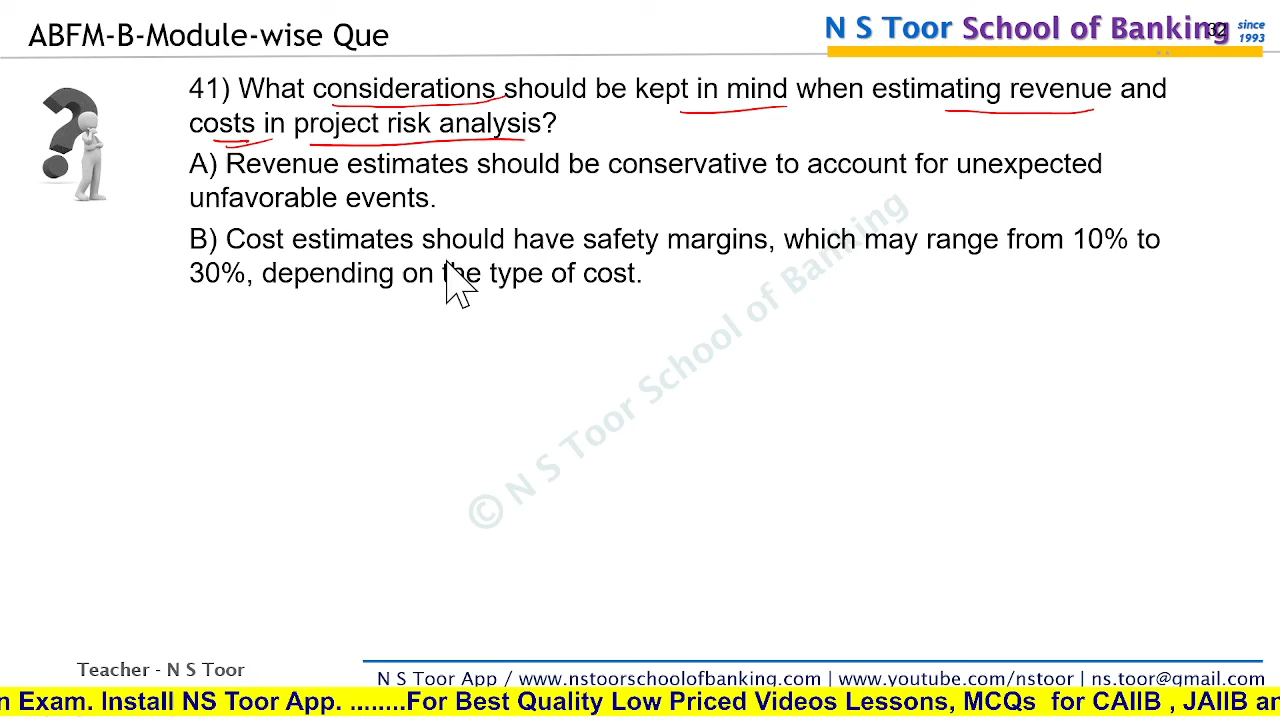 ABFM-B-Module-wise Que
N S Toor School of Banking
32
since
1993
41) What considerations should be kept in mind when estimating revenue and
costs in project risk analysis?
A) Revenue estimates should be conservative to account for unexpected
unfavorable events.
B) Cost estimates should have safety margins, which may range from 10% to
30%, depending on the type of cost.
© N S Toor School of Banking
Teacher - N S Toor
N S Toor App / www.nstoorschoolofbanking.com | www.youtube.com/nstoor | ns.toor@gmail.com
n Exam. Install NS Toor App. ........For Best Quality Low Priced Videos Lessons, MCQs for CAIIB , JAIIB an